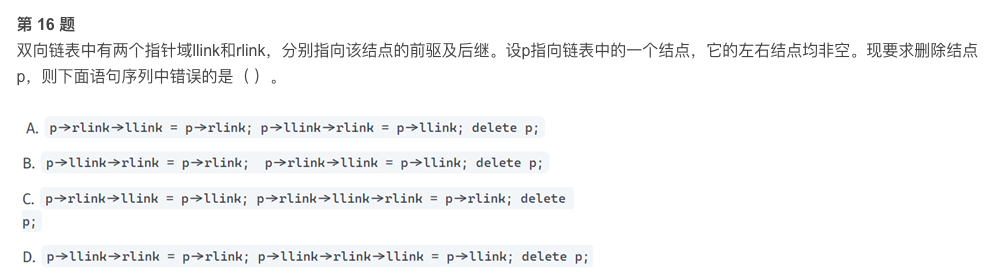 第 16 题
双向链表中有两个指针域llink和rlink，分别指向该结点的前驱及后继。设p指向链表中的一个结点，它的左右结点均非空。现要求删除结点
p，则下面语句序列中错误的是（ ）。
A. p->rlink->llink = p->rlink; p->llink->rlink = p->llink; delete p;
B. p->llink->rlink = p->rlink;  p->rlink->llink = p->llink; delete p;
C. p->rlink->llink = p->llink; p->rlink->llink->rlink = p->rlink; delete
p;
D. p->llink->rlink = p->rlink; p->llink->rlink->llink = p->llink; delete p;